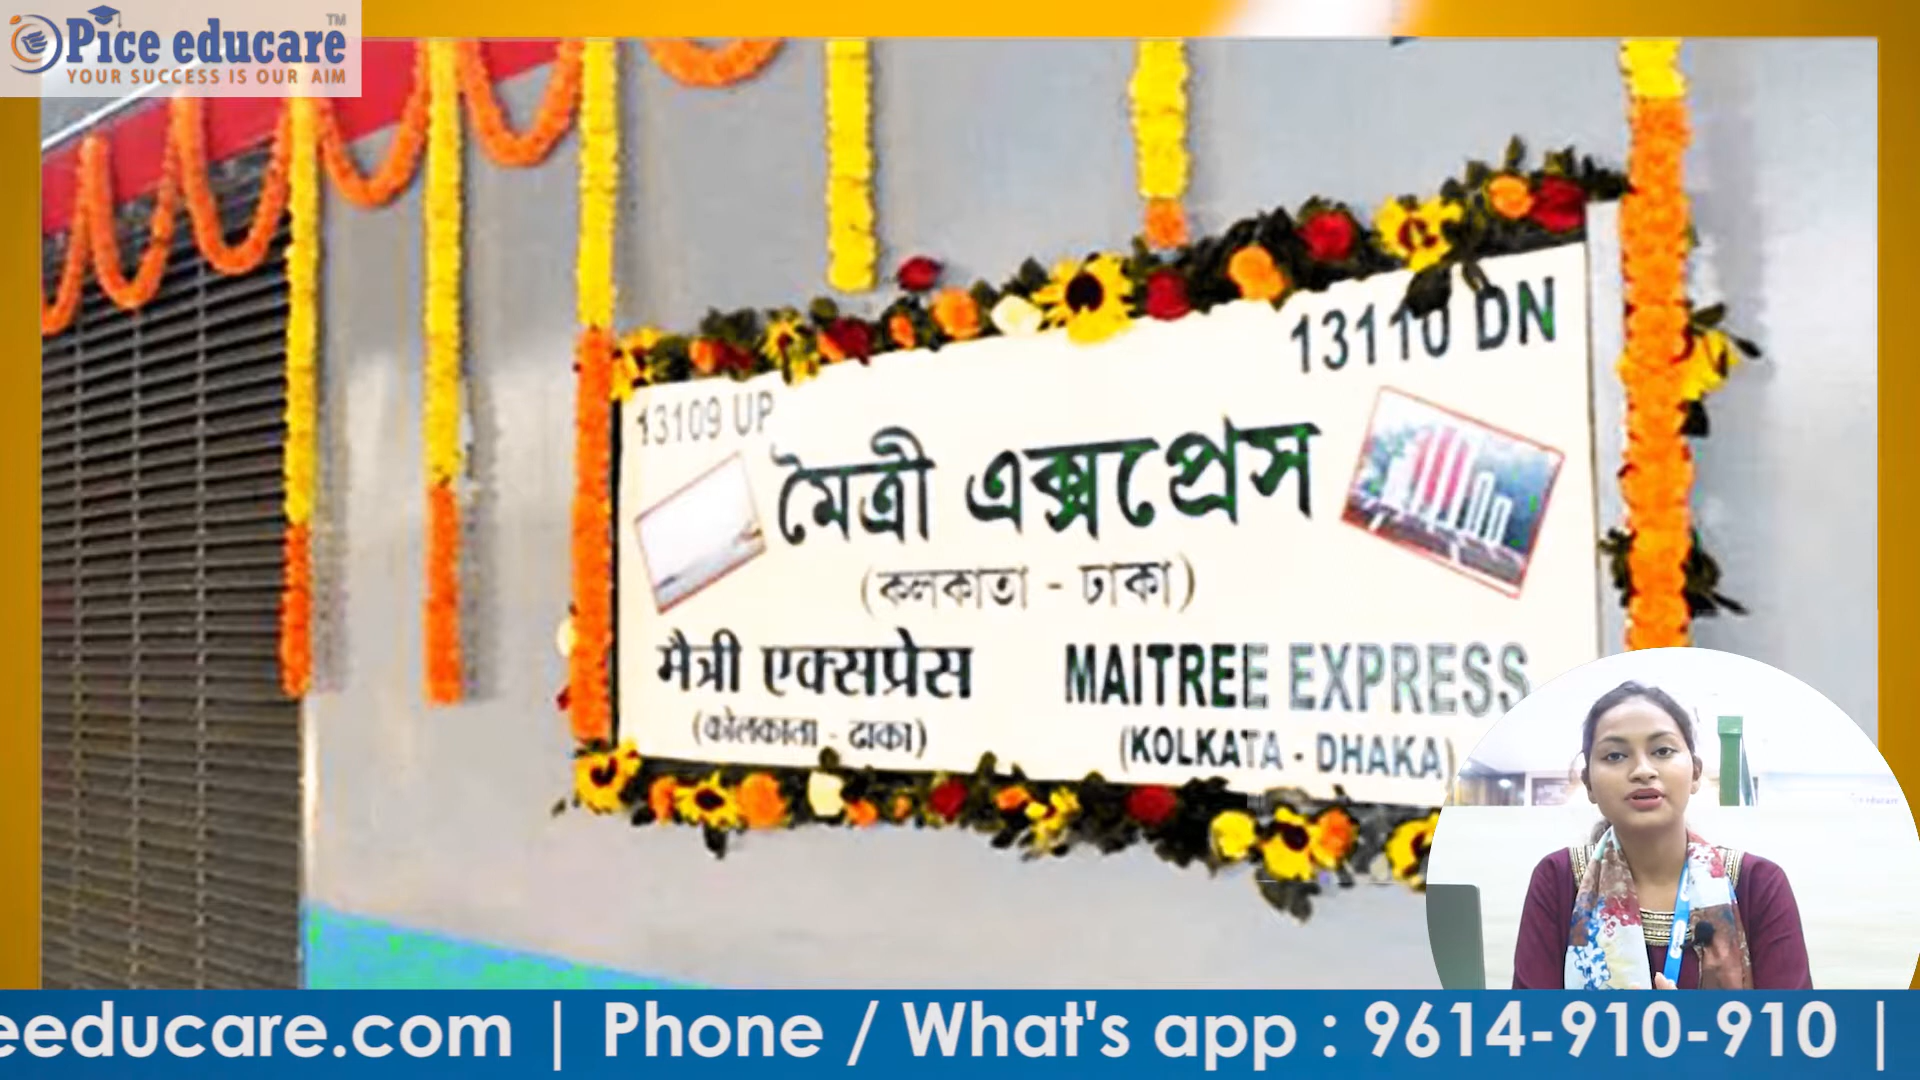 Pice educare TM
YOUR SUCCESS IS OUR AIM
13110 DN
13109 UP
মৈত্রী এক্সপ্রেস
(কলকাতা - ঢাকা)
मैत्री एक्सप्रेस
(कोलकाता - ढाका)
MAITREE EXPRESS
(KOLKATA - DHAKA)
eeducare.com | Phone / What's app : 9614-910-910 |